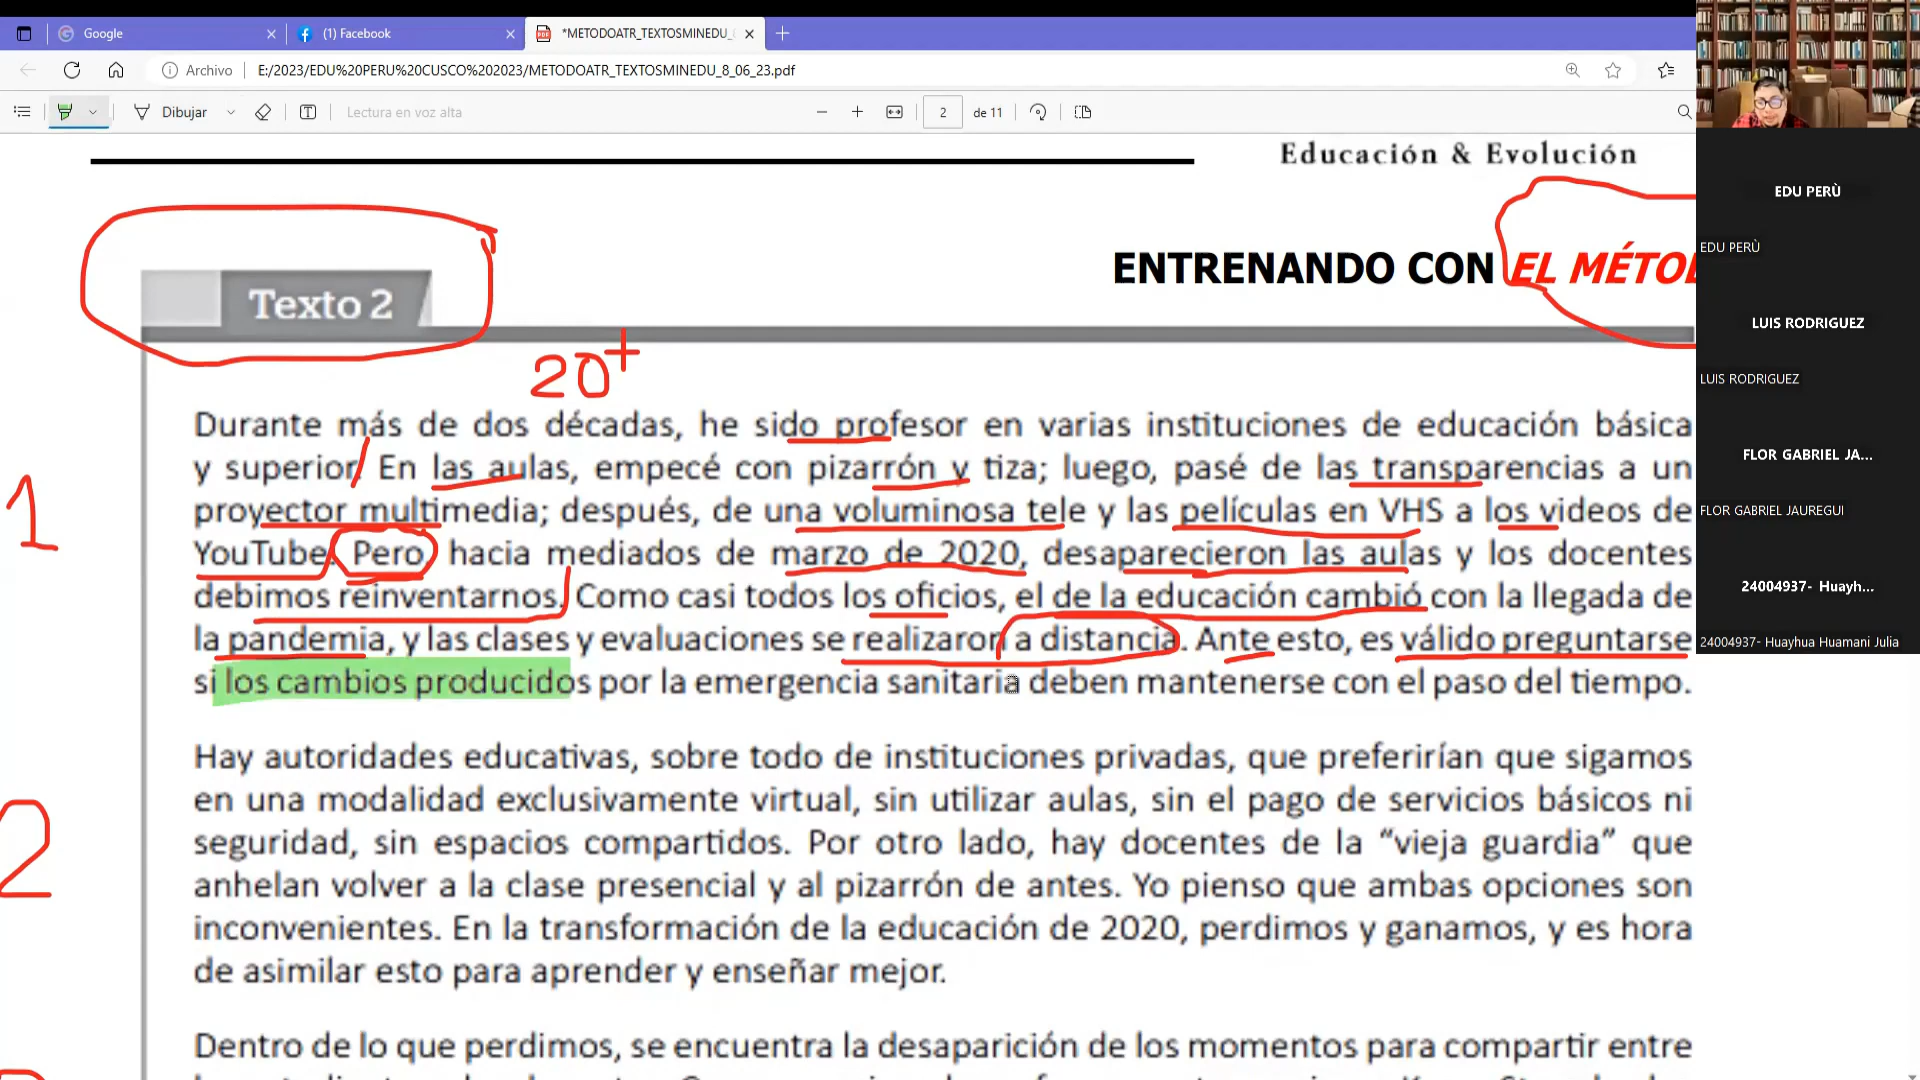 Google
(1) Facebook
*METODOATR_TEXTOSMINEDU_
Archivo
E:/2023/EDU%20PERU%20CUSCO%202023/METODOATR_TEXTOSMINEDU_8_06_23.pdf
Dibujar
Lectura en voz alta
2
de 11
Educación & Evolución
ENTRENANDO CON EL MÉTO
Texto 2
20+
1
Durante más de dos décadas, he sido profesor en varias instituciones de educación básica
y superior. En las aulas, empecé con pizarrón y tiza; luego, pasé de las transparencias a un
proyector multimedia; después, de una voluminosa tele y las películas en VHS a los videos de
YouTube. Pero hacia mediados de marzo de 2020, desaparecieron las aulas y los docentes
debimos reinventarnos. Como casi todos los oficios, el de la educación cambió con la llegada de
la pandemia, y las clases y evaluaciones se realizaron a distancia. Ante esto, es válido preguntarse
si los cambios producidos por la emergencia sanitaria deben mantenerse con el paso del tiempo.
2
Hay autoridades educativas, sobre todo de instituciones privadas, que preferirían que sigamos
en una modalidad exclusivamente virtual, sin utilizar aulas, sin el pago de servicios básicos ni
seguridad, sin espacios compartidos. Por otro lado, hay docentes de la “vieja guardia” que
anhelan volver a la clase presencial y al pizarrón de antes. Yo pienso que ambas opciones son
inconvenientes. En la transformación de la educación de 2020, perdimos y ganamos, y es hora
de asimilar esto para aprender y enseñar mejor.
Dentro de lo que perdimos, se encuentra la desaparición de los momentos para compartir entre
EDU PERÙ
EDU PERÙ
LUIS RODRIGUEZ
LUIS RODRIGUEZ
FLOR GABRIEL JA...
FLOR GABRIEL JAUREGUI
24004937- Huayh...
24004937- Huayhua Huamani Julia